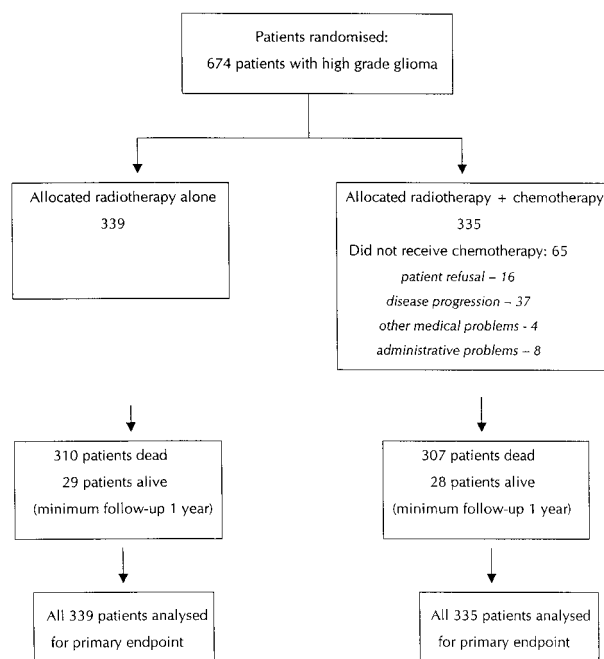 Patients randomised:
674 patients with high grade glioma
Allocated radiotherapy alone
339
Allocated radiotherapy + chemotherapy
335
Did not receive chemotherapy: 65
patient refusal – 16
disease progression – 37
other medical problems - 4
administrative problems – 8
310 patients dead
29 patients alive
(minimum follow-up 1 year)
307 patients dead
28 patients alive
(minimum follow-up 1 year)
All 339 patients analysed
for primary endpoint
All 335 patients analysed
for primary endpoint